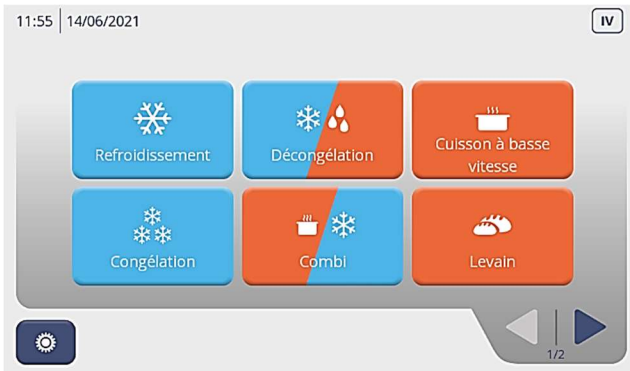 11:55 14/06/2021
IV
Refroidissement
Décongélation
Cuisson à basse
vitesse
Congélation
Combi
Levain
1/2